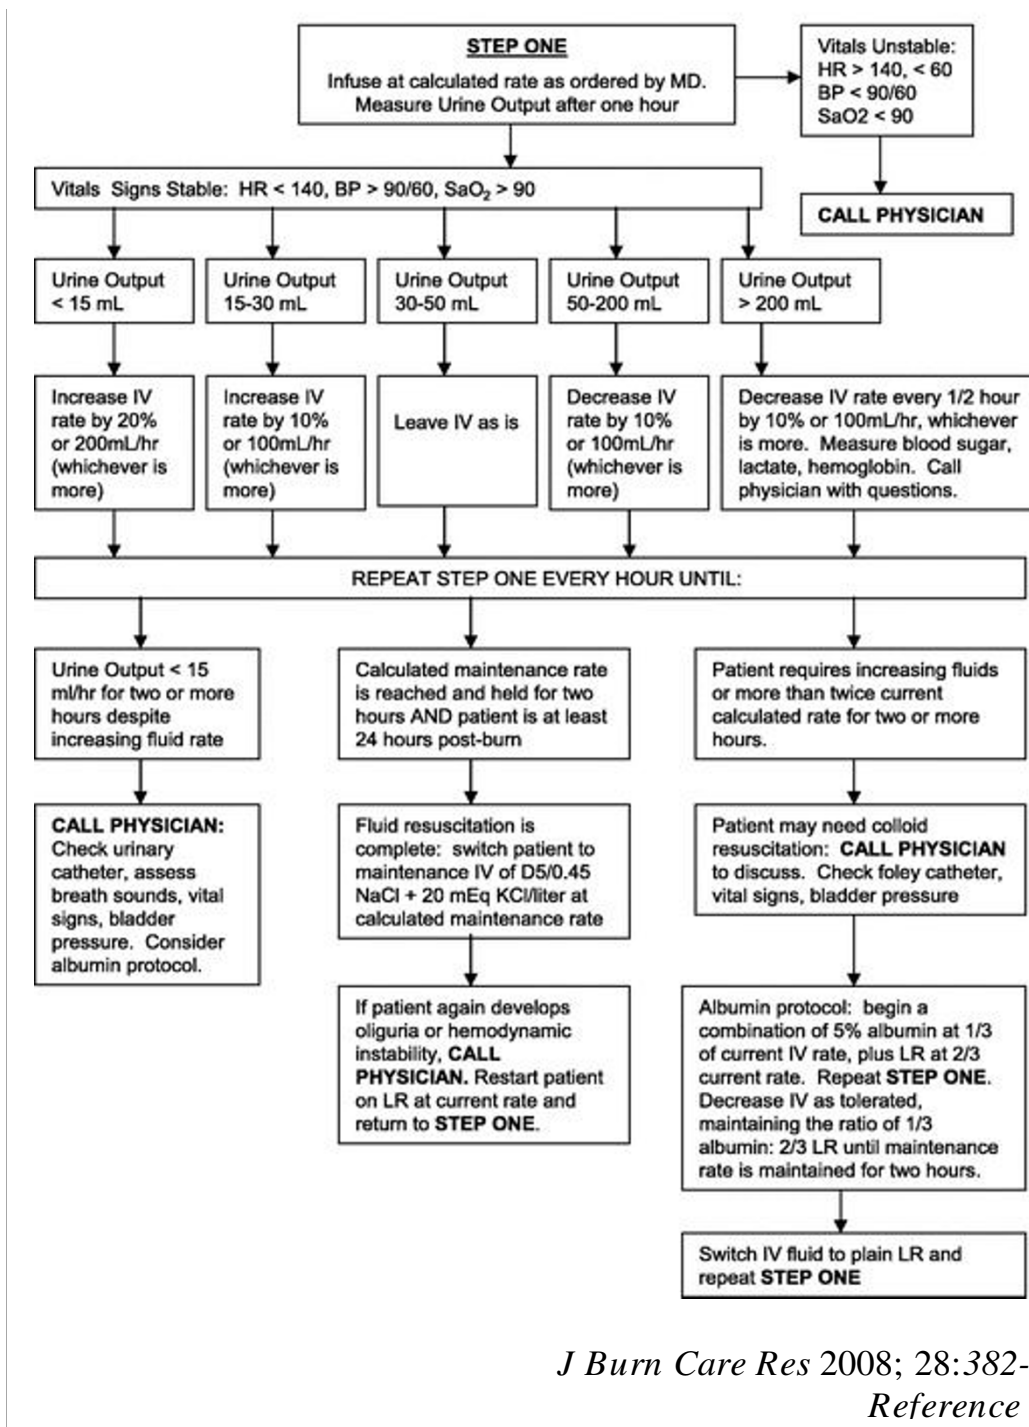 STEP ONE
Infuse at calculated rate as ordered by MD.
Measure Urine Output after one hour
Vitals Unstable:
HR > 140, < 60
BP < 90/60
SaO2 < 90
CALL PHYSICIAN
Vitals Signs Stable: HR < 140, BP > 90/60, SaO₂ > 90
Urine Output
< 15 mL
Urine Output
15-30 mL
Urine Output
30-50 mL
Urine Output
50-200 mL
Urine Output
> 200 mL
Increase IV
rate by 20%
or 200mL/hr
(whichever is
more)
Increase IV
rate by 10%
or 100mL/hr
(whichever is
more)
Leave IV as is
Decrease IV
rate by 10%
or 100mL/hr
(whichever is
more)
Decrease IV rate every 1/2 hour
by 10% or 100mL/hr, whichever
is more. Measure blood sugar,
lactate, hemoglobin. Call
physician with questions.
REPEAT STEP ONE EVERY HOUR UNTIL:
Urine Output < 15
ml/hr for two or more
hours despite
increasing fluid rate
CALL PHYSICIAN:
Check urinary
catheter, assess
breath sounds, vital
signs, bladder
pressure. Consider
albumin protocol.
Calculated maintenance rate
is reached and held for two
hours AND patient is at least
24 hours post-burn
Fluid resuscitation is
complete: switch patient to
maintenance IV of D5/0.45
NaCl + 20 mEq KCl/liter at
calculated maintenance rate
If patient again develops
oliguria or hemodynamic
instability, CALL
PHYSICIAN. Restart patient
on LR at current rate and
return to STEP ONE.
Patient requires increasing fluids
or more than twice current
calculated rate for two or more
hours.
Patient may need colloid
resuscitation: CALL PHYSICIAN
to discuss. Check foley catheter,
vital signs, bladder pressure
Albumin protocol: begin a
combination of 5% albumin at 1/3
of current IV rate, plus LR at 2/3
current rate. Repeat STEP ONE.
Decrease IV as tolerated,
maintaining the ratio of 1/3
albumin: 2/3 LR until maintenance
rate is maintained for two hours.
Switch IV fluid to plain LR and
repeat STEP ONE
J Burn Care Res 2008; 28:382-
Reference